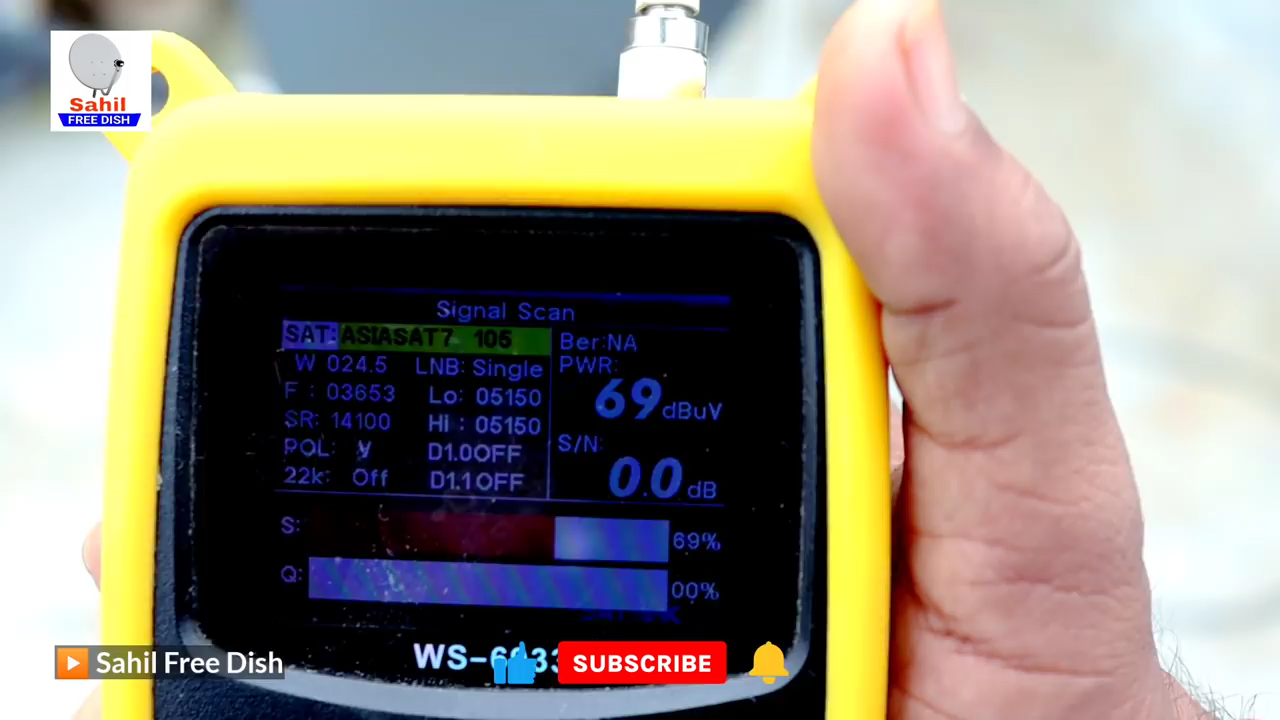 Sahil
FREE DISH
Signal Scan
SAT: ASIASAT7 105
W 024.5 LNB: Single
F : 03653 Lo: 05150
SR: 14100 Hi : 05150
POL: V D1.0OFF
22k: Off D1.1OFF
Ber:NA
PWR:
69 dBuV
S/N:
0.0 dB
S: 69%
Q: 00%
Sahil Free Dish
SUBSCRIBE